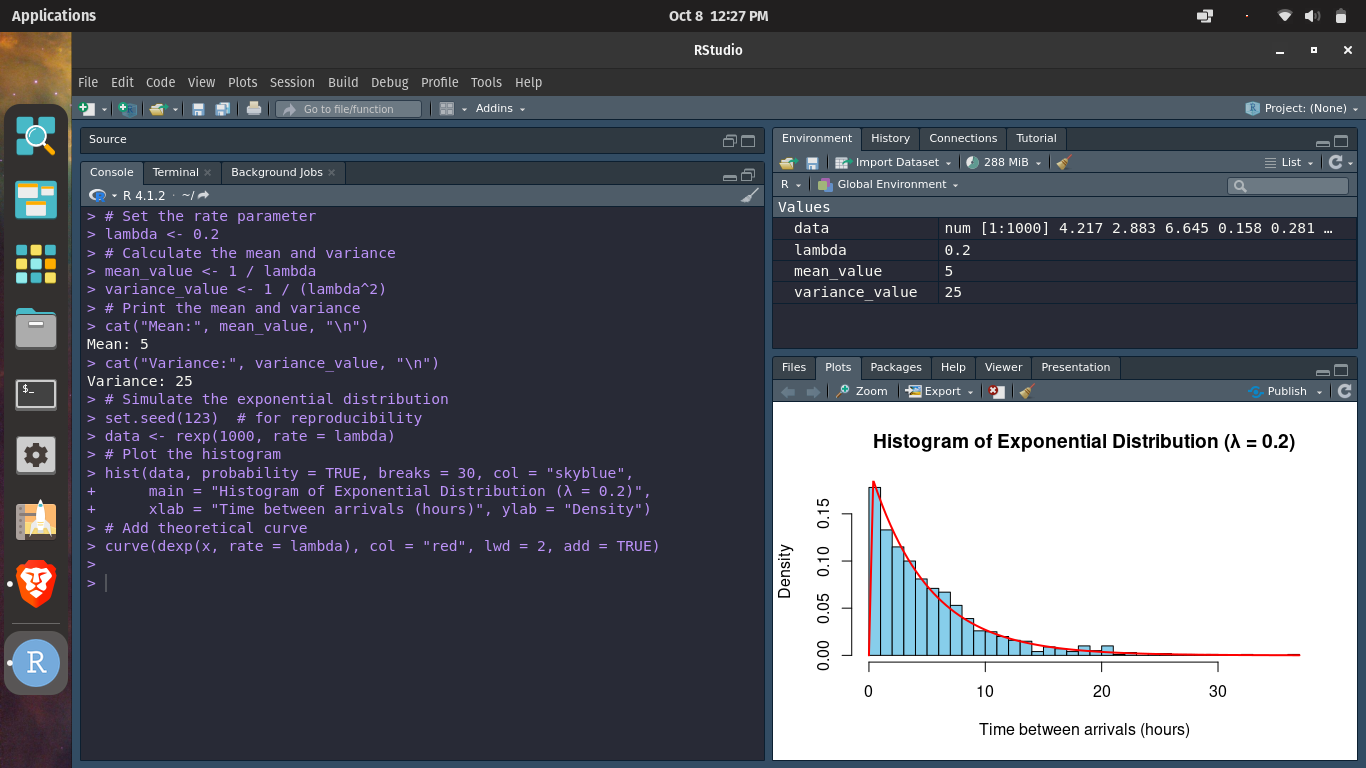 Applications
Oct 8 12:27 PM
RStudio
File Edit Code View Plots Session Build Debug Profile Tools Help
Go to file/function
Addins
Project: (None)
Source
Console Terminal Background Jobs
R 4.1.2 · ~/
> # Set the rate parameter
> lambda <- 0.2
> # Calculate the mean and variance
> mean_value <- 1 / lambda
> variance_value <- 1 / (lambda^2)
> # Print the mean and variance
> cat("Mean:", mean_value, "\n")
Mean: 5
> cat("Variance:", variance_value, "\n")
Variance: 25
> # Simulate the exponential distribution
> set.seed(123)  # for reproducibility
> data <- rexp(1000, rate = lambda)
> # Plot the histogram
> hist(data, probability = TRUE, breaks = 30, col = "skyblue",
+      main = "Histogram of Exponential Distribution (λ = 0.2)",
+      xlab = "Time between arrivals (hours)", ylab = "Density")
> # Add theoretical curve
> curve(dexp(x, rate = lambda), col = "red", lwd = 2, add = TRUE)
>
>
Environment History Connections Tutorial
Import Dataset 288 MiB List
R Global Environment
Values
data num [1:1000] 4.217 2.883 6.645 0.158 0.281 …
lambda 0.2
mean_value 5
variance_value 25
Files Plots Packages Help Viewer Presentation
Zoom Export Publish
Histogram of Exponential Distribution (λ = 0.2)
Density
0.15
0.10
0.05
0.00
0 10 20 30
Time between arrivals (hours)
$_
R